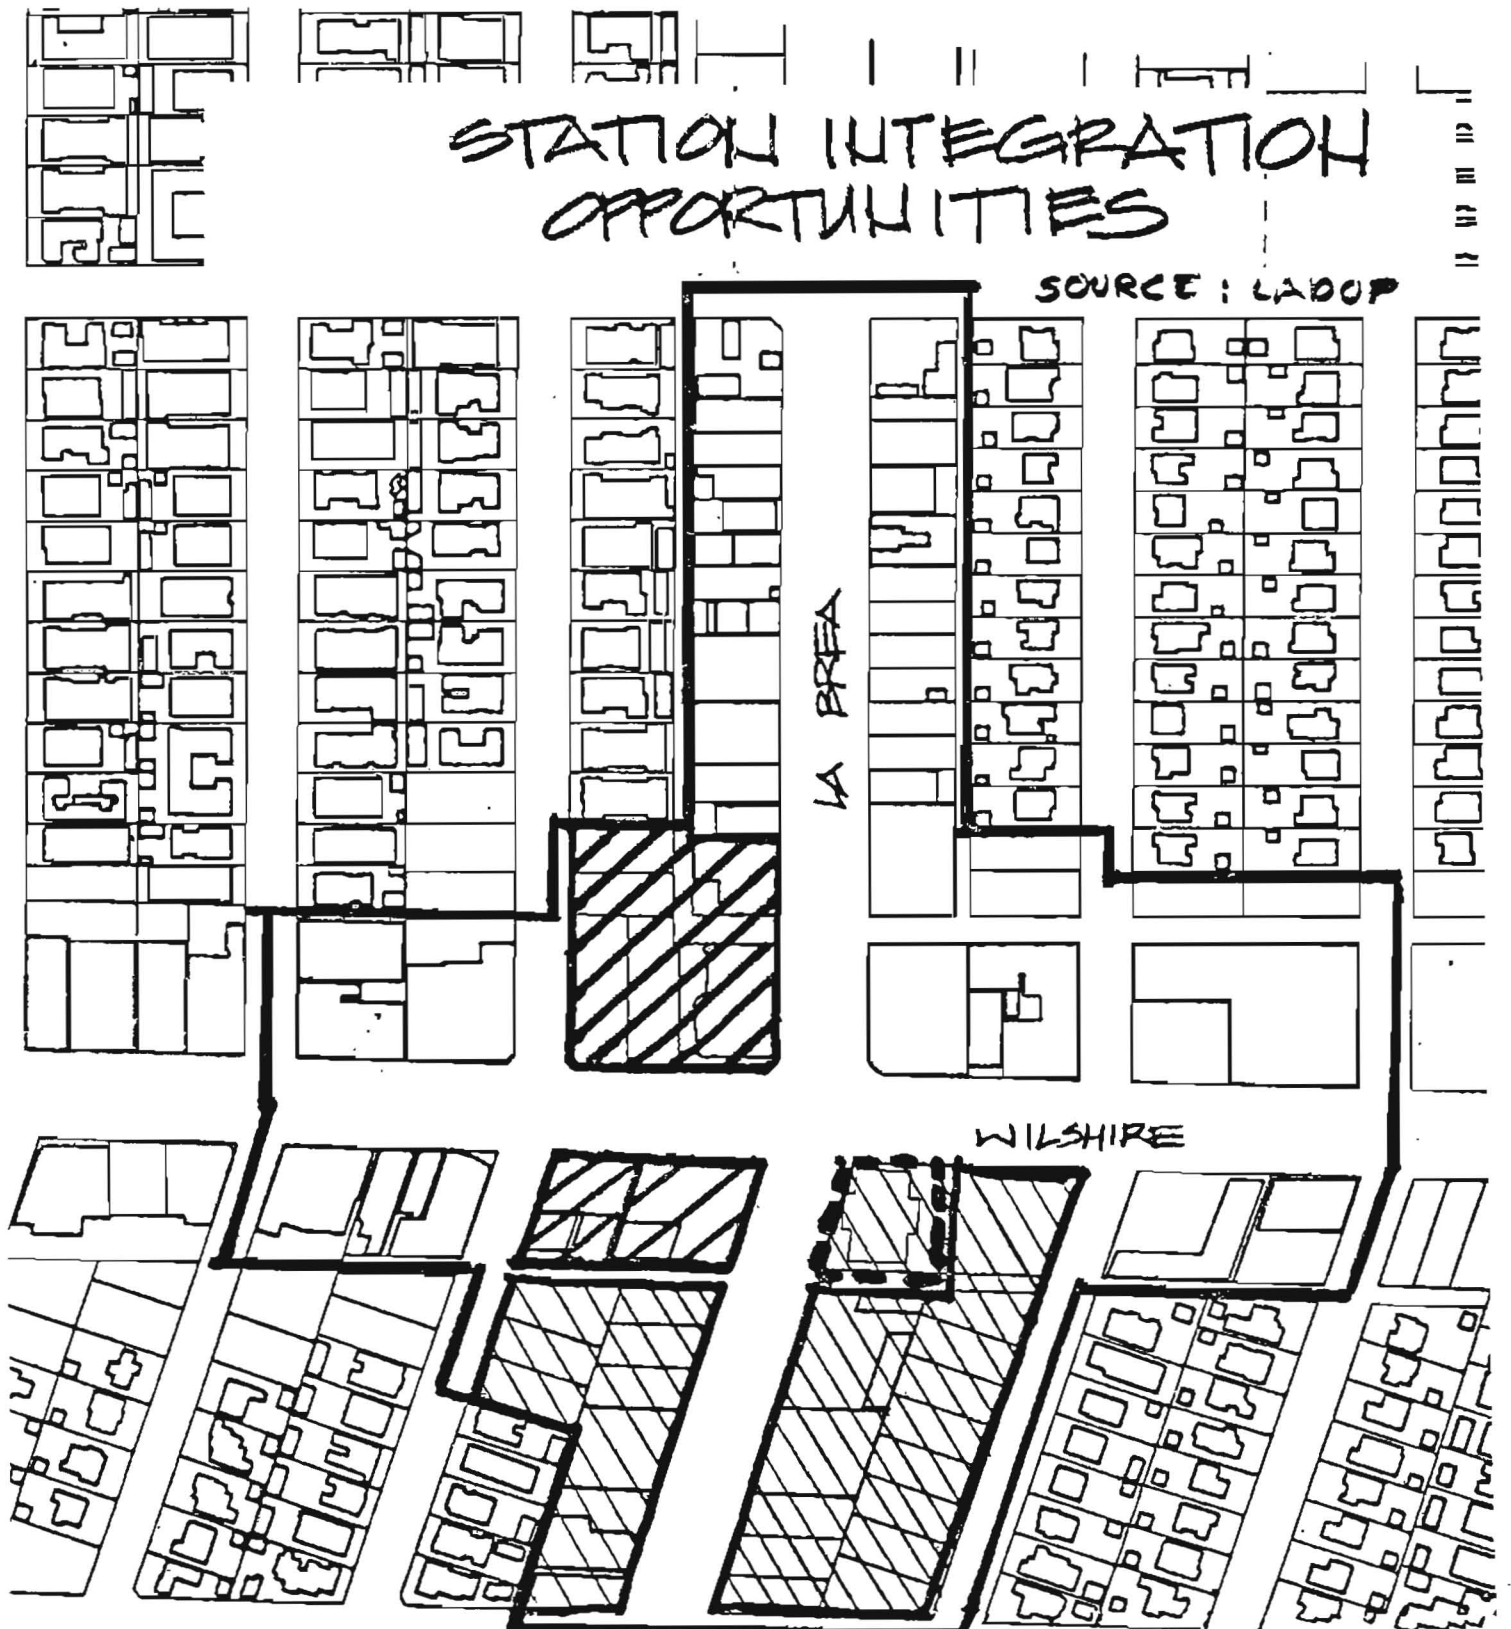 STATION INTEGRATION
OPPORTUNITIES
SOURCE : LADOP
LA BREA
WILSHIRE